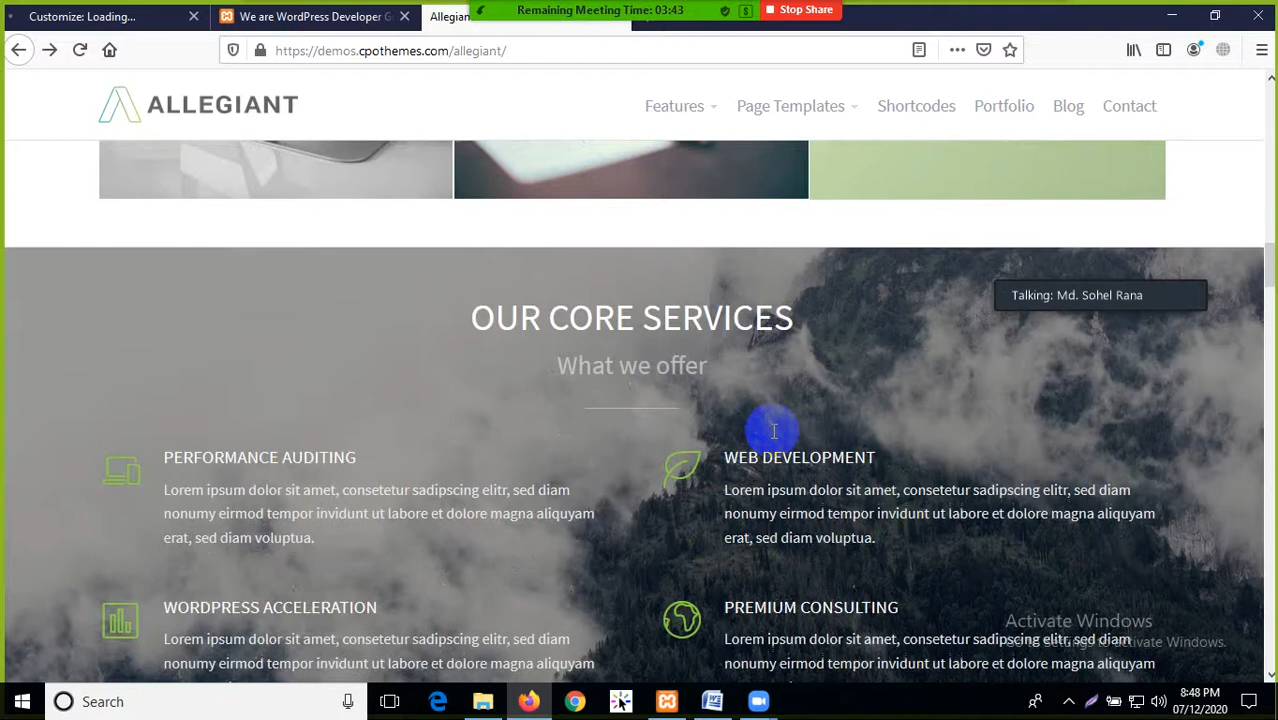 Remaining Meeting Time: 03:43
Stop Share
Customize: Loading...
We are WordPress Developer G
Allegian
https://demos.cpothemes.com/allegiant/
ALLEGIANT
Features
Page Templates
Shortcodes
Portfolio
Blog
Contact
Talking: Md. Sohel Rana
OUR CORE SERVICES
What we offer
PERFORMANCE AUDITING
Lorem ipsum dolor sit amet, consetetur sadipscing elitr, sed diam
nonumy eirmod tempor invidunt ut labore et dolore magna aliquyam
erat, sed diam voluptua.
WEB DEVELOPMENT
Lorem ipsum dolor sit amet, consetetur sadipscing elitr, sed diam
nonumy eirmod tempor invidunt ut labore et dolore magna aliquyam
erat, sed diam voluptua.
WORDPRESS ACCELERATION
Lorem ipsum dolor sit amet, consetetur sadipscing elitr, sed diam
nonumy eirmod tempor invidunt ut labore et dolore magna aliquyam
PREMIUM CONSULTING
Lorem ipsum dolor sit amet, consetetur sadipscing elitr, sed diam
nonumy eirmod tempor invidunt ut labore et dolore magna aliquyam
Activate Windows
Go to Settings to activate Windows.
Search
8:48 PM
07/12/2020